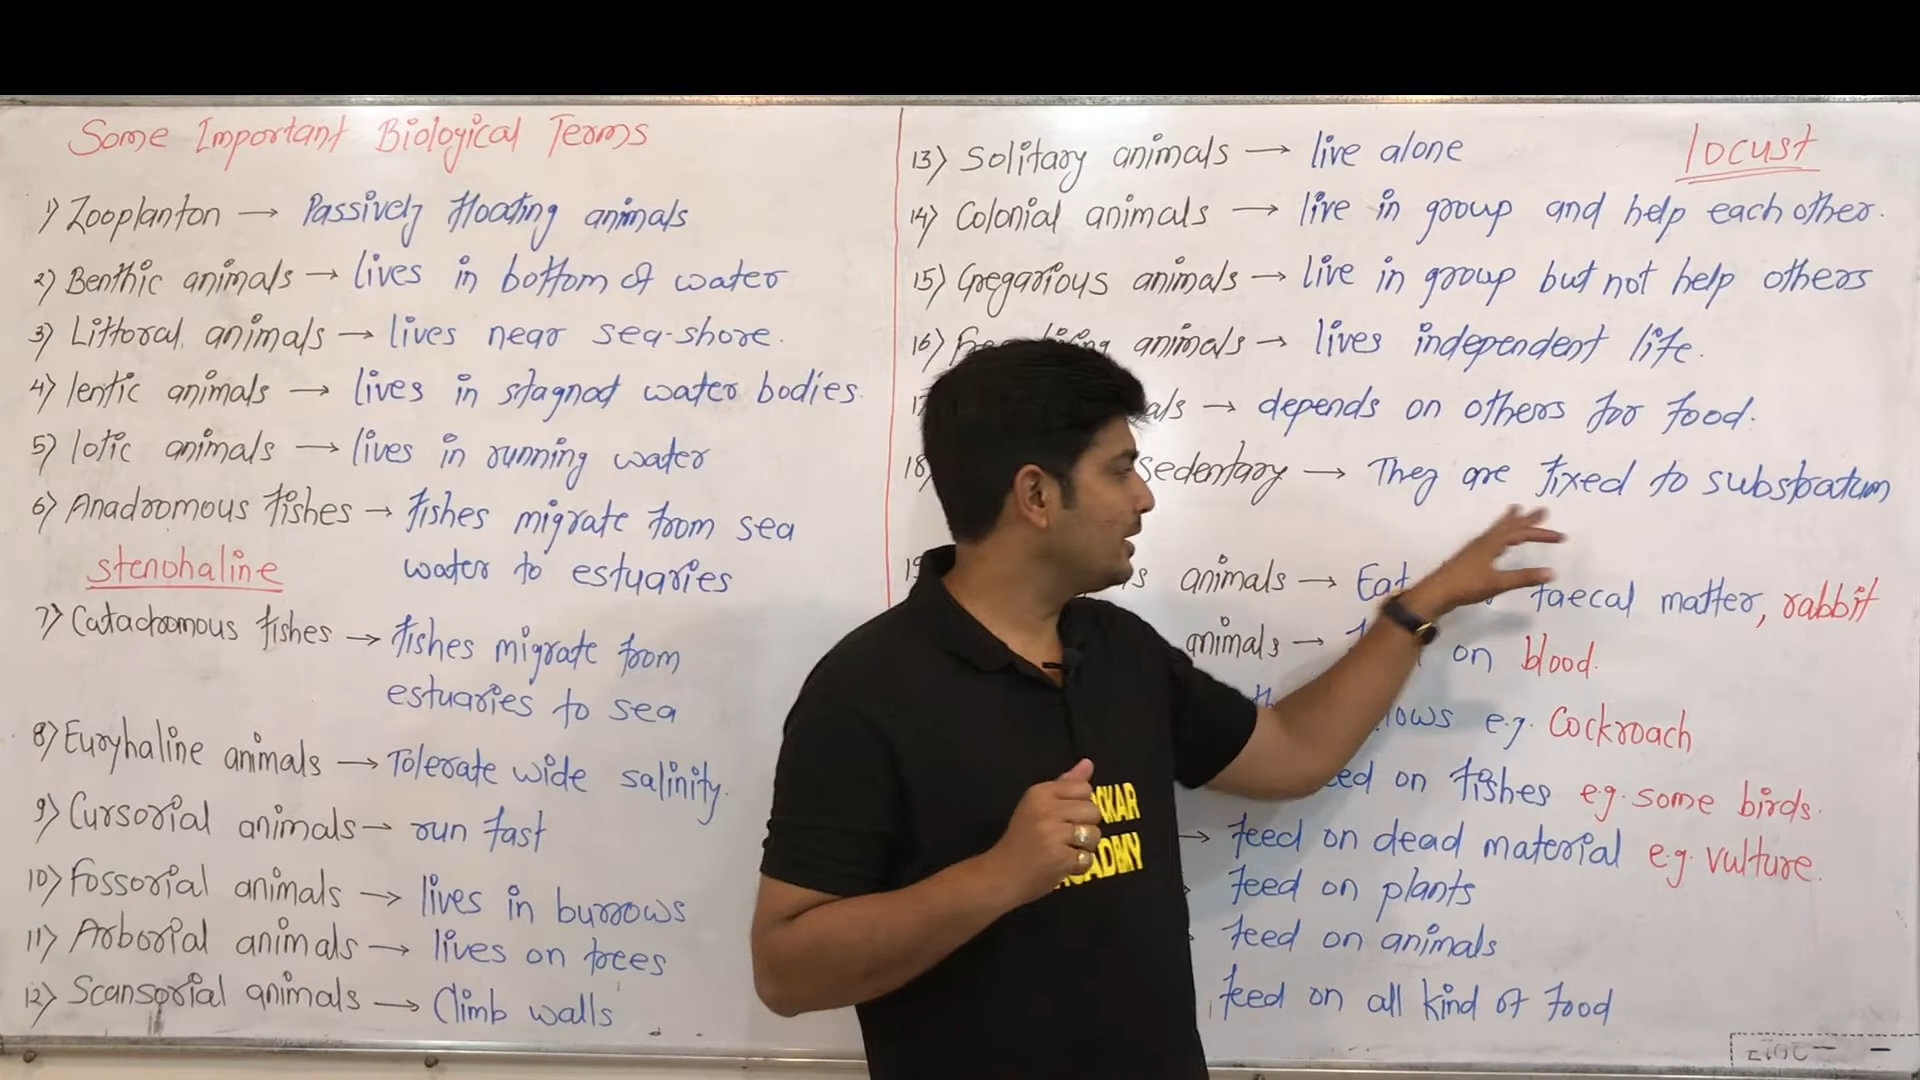 Some Important Biological Terms
1) Zooplanton → Passively floating animals
2) Benthic animals → lives in bottom of water
3) Littoral animals → lives near sea-shore.
4) lentic animals → lives in stagnad water bodies.
5) lotic animals → lives in running water
6) Anadromous fishes → fishes migrate from sea
water to estuaries
stenohaline
7) Catadromous fishes → fishes migrate from
estuaries to sea
8) Euryhaline animals → Tolerate wide salinity.
9) Cursorial animals → run fast
10) Fossorial animals → lives in burrows
11) Arborial animals → lives on trees
12) Scansorial animals → Climb walls
locust
13) Solitary animals → live alone
14) Colonial animals → live in group and help each other.
15) Gregarious animals → live in group but not help others
16) animals → lives independent life.
17 → depends on others for food.
18 sedentary → They are fixed to substratum
19 animals → Eat faecal matter, rabbit
animals → on blood.
e.g. Cockroach
on fishes e.g. some birds.
→ feed on dead material e.g. vulture.
feed on plants
feed on animals
feed on all kind of food